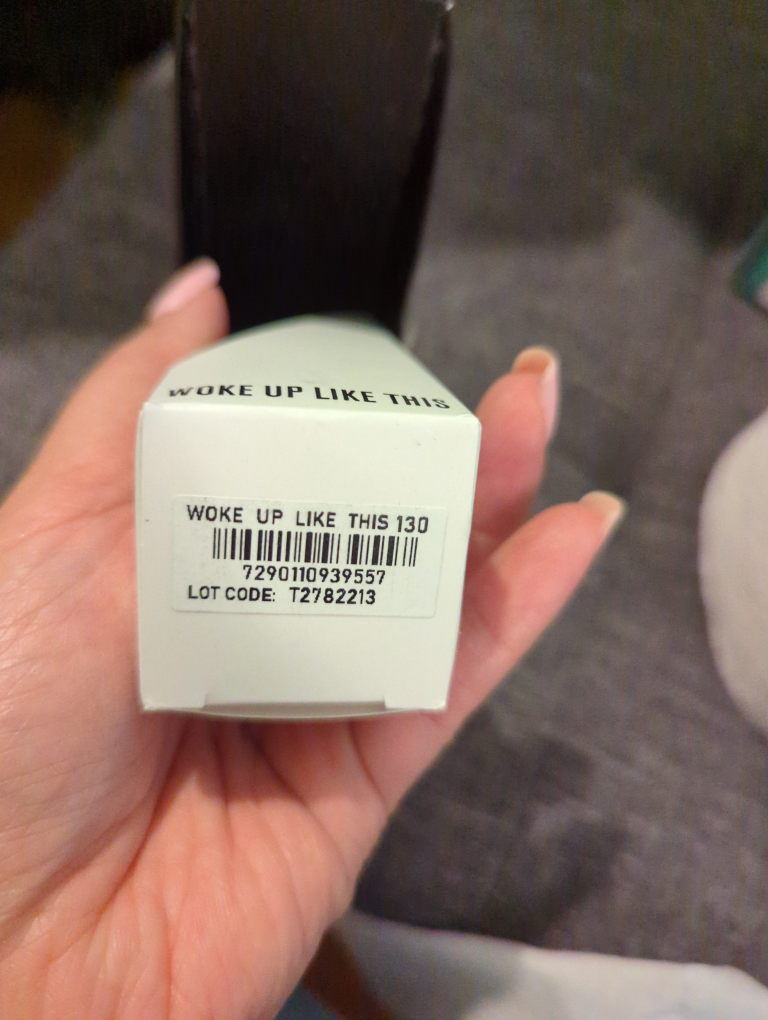 WOKE UP LIKE THIS
WOKE UP LIKE THIS 130
7290110939557
LOT CODE: T2782213